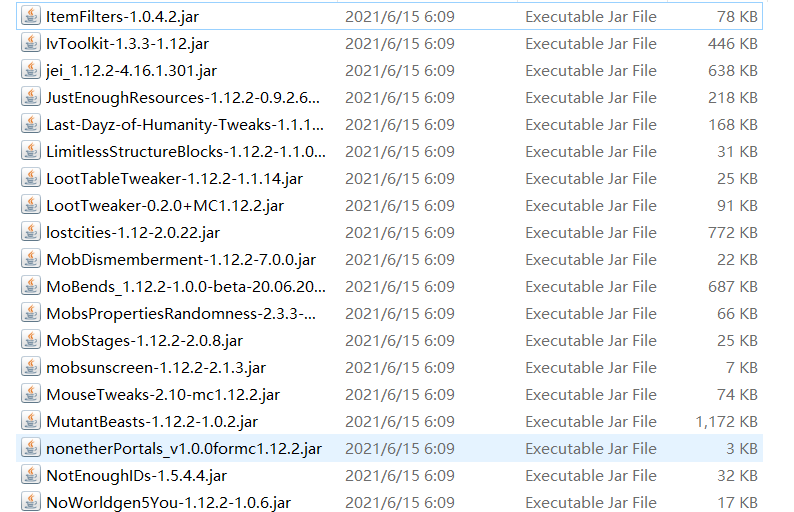 ItemFilters-1.0.4.2.jar 2021/6/15 6:09 Executable Jar File 78 KB
IvToolkit-1.3.3-1.12.jar 2021/6/15 6:09 Executable Jar File 446 KB
jei_1.12.2-4.16.1.301.jar 2021/6/15 6:09 Executable Jar File 638 KB
JustEnoughResources-1.12.2-0.9.2.6... 2021/6/15 6:09 Executable Jar File 218 KB
Last-Dayz-of-Humanity-Tweaks-1.1.1... 2021/6/15 6:09 Executable Jar File 168 KB
LimitlessStructureBlocks-1.12.2-1.1.0... 2021/6/15 6:09 Executable Jar File 31 KB
LootTableTweaker-1.12.2-1.1.14.jar 2021/6/15 6:09 Executable Jar File 25 KB
LootTweaker-0.2.0+MC1.12.2.jar 2021/6/15 6:09 Executable Jar File 91 KB
lostcities-1.12-2.0.22.jar 2021/6/15 6:09 Executable Jar File 772 KB
MobDismemberment-1.12.2-7.0.0.jar 2021/6/15 6:09 Executable Jar File 22 KB
MoBends_1.12.2-1.0.0-beta-20.06.20... 2021/6/15 6:09 Executable Jar File 687 KB
MobsPropertiesRandomness-2.3.3-... 2021/6/15 6:09 Executable Jar File 66 KB
MobStages-1.12.2-2.0.8.jar 2021/6/15 6:09 Executable Jar File 25 KB
mobsunscreen-1.12.2-2.1.3.jar 2021/6/15 6:09 Executable Jar File 7 KB
MouseTweaks-2.10-mc1.12.2.jar 2021/6/15 6:09 Executable Jar File 74 KB
MutantBeasts-1.12.2-1.0.2.jar 2021/6/15 6:09 Executable Jar File 1,172 KB
nonetherPortals_v1.0.0formc1.12.2.jar 2021/6/15 6:09 Executable Jar File 3 KB
NotEnoughIDs-1.5.4.4.jar 2021/6/15 6:09 Executable Jar File 32 KB
NoWorldgen5You-1.12.2-1.0.6.jar 2021/6/15 6:09 Executable Jar File 17 KB